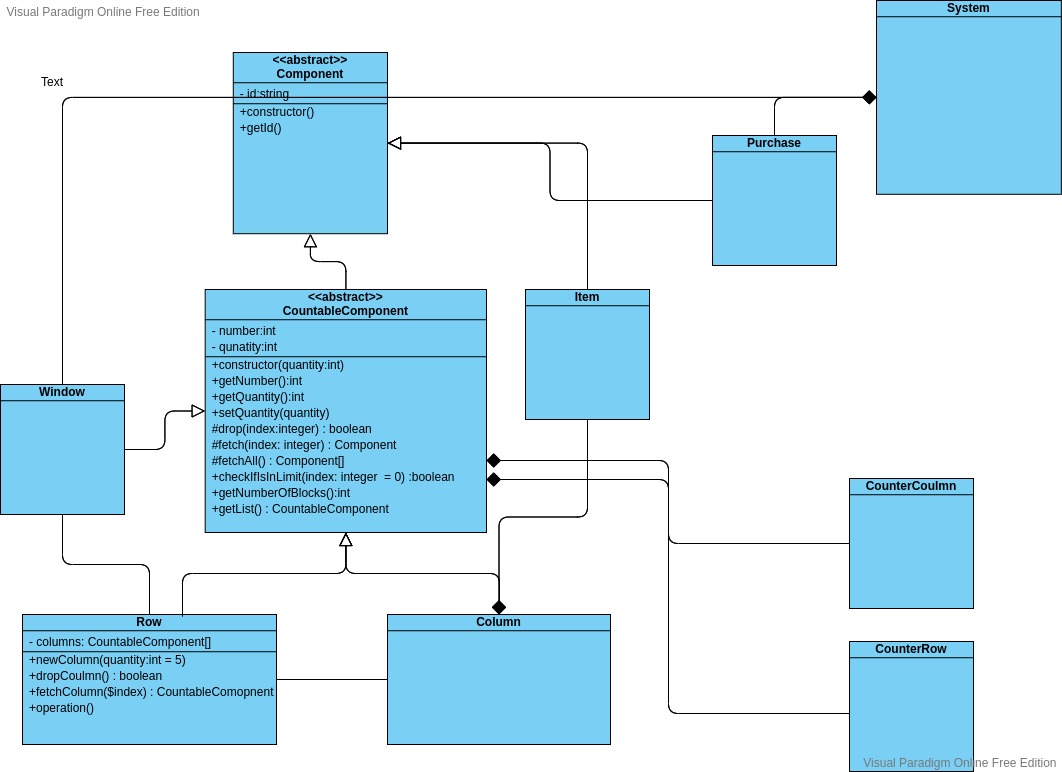 Visual Paradigm Online Free Edition
System
<<abstract>>
Component
Text
- id:string
+constructor()
+getId()
Purchase
<<abstract>>
CountableComponent
- number:int
- qunatity:int
+constructor(quantity:int)
+getNumber():int
+getQuantity():int
+setQuantity(quantity)
#drop(index:integer) : boolean
#fetch(index: integer) : Component
#fetchAll() : Component[]
+checkIfIsInLimit(index: integer = 0) :boolean
+getNumberOfBlocks():int
+getList() : CountableComponent
Item
Window
CounterCoulmn
Row
- columns: CountableComponent[]
+newColumn(quantity:int = 5)
+dropCoulmn() : boolean
+fetchColumn($index) : CountableComopnent
+operation()
Column
CounterRow
Visual Paradigm Online Free Edition